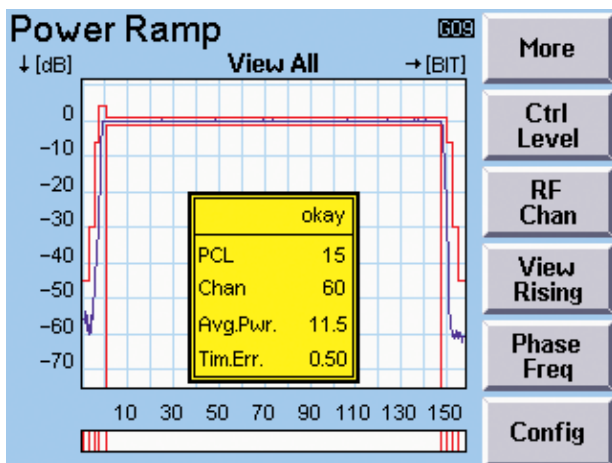 Power Ramp
G09
↓ [dB] View All → [BIT]
0
-10
-20
-30
-40
-50
-60
-70
okay
PCL 15
Chan 60
Avg.Pwr. 11.5
Tim.Err. 0.50
10 30 50 70 90 110 130 150
More
Ctrl
Level
RF
Chan
View
Rising
Phase
Freq
Config